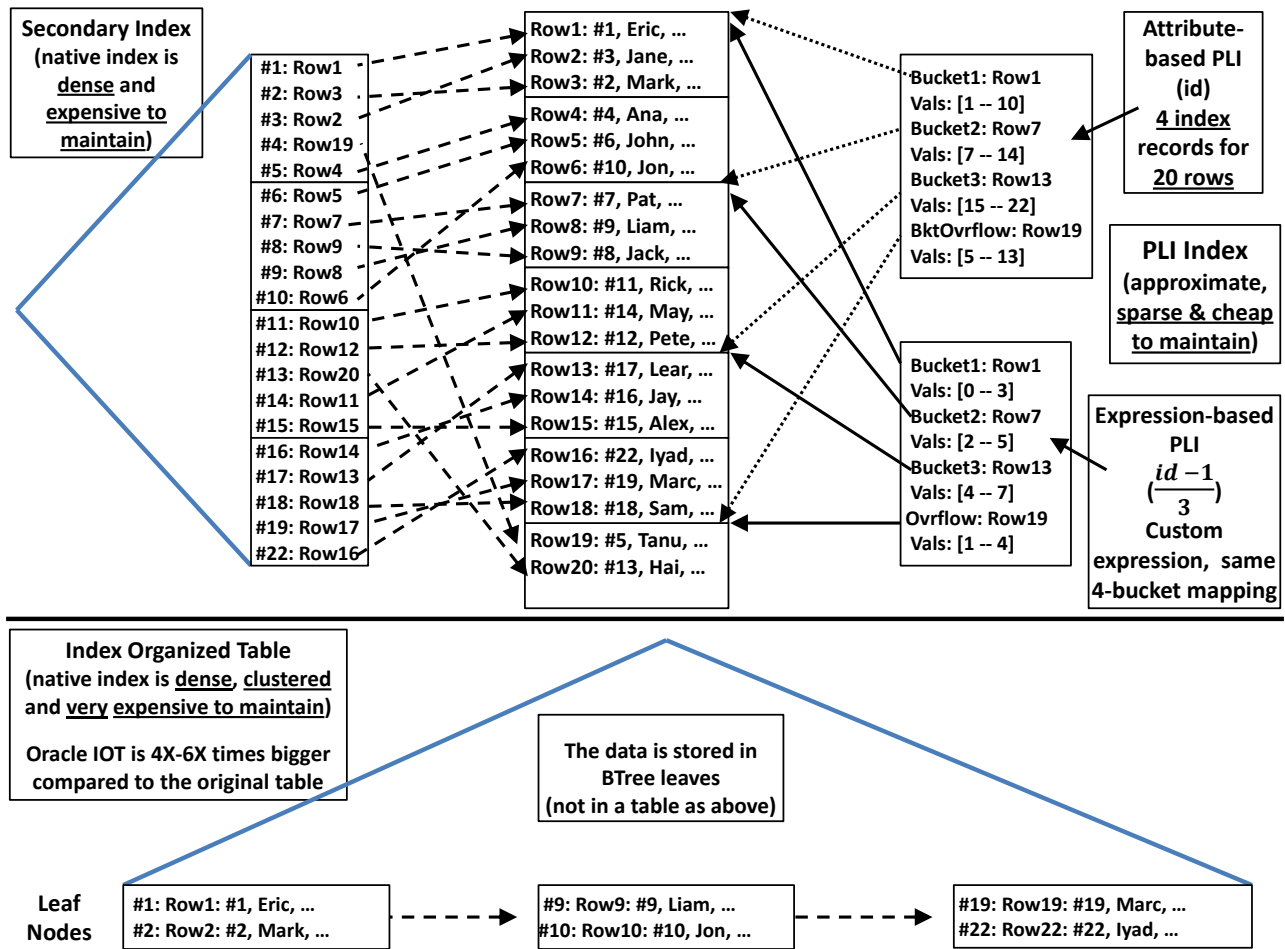 Secondary Index
(native index is
dense and
expensive to
maintain)
#1: Row1
#2: Row3
#3: Row2
#4: Row19
#5: Row4
#6: Row5
#7: Row7
#8: Row9
#9: Row8
#10: Row6
#11: Row10
#12: Row12
#13: Row20
#14: Row11
#15: Row15
#16: Row14
#17: Row13
#18: Row18
#19: Row17
#22: Row16
Row1: #1, Eric, ...
Row2: #3, Jane, ...
Row3: #2, Mark, ...
Row4: #4, Ana, ...
Row5: #6, John, ...
Row6: #10, Jon, ...
Row7: #7, Pat, ...
Row8: #9, Liam, ...
Row9: #8, Jack, ...
Row10: #11, Rick, ...
Row11: #14, May, ...
Row12: #12, Pete, ...
Row13: #17, Lear, ...
Row14: #16, Jay, ...
Row15: #15, Alex, ...
Row16: #22, Iyad, ...
Row17: #19, Marc, ...
Row18: #18, Sam, ...
Row19: #5, Tanu, ...
Row20: #13, Hai, ...
Bucket1: Row1
Vals: [1 -- 10]
Bucket2: Row7
Vals: [7 -- 14]
Bucket3: Row13
Vals: [15 -- 22]
BktOvrflow: Row19
Vals: [5 -- 13]
Attribute-
based PLI
(id)
4 index
records for
20 rows
PLI Index
(approximate,
sparse & cheap
to maintain)
Bucket1: Row1
Vals: [0 -- 3]
Bucket2: Row7
Vals: [2 -- 5]
Bucket3: Row13
Vals: [4 -- 7]
Ovrflow: Row19
Vals: [1 -- 4]
Expression-based
PLI
(id −1
3)
Custom
expression, same
4-bucket mapping
Index Organized Table
(native index is dense, clustered
and very expensive to maintain)
Oracle IOT is 4X-6X times bigger
compared to the original table
The data is stored in
BTree leaves
(not in a table as above)
Leaf
Nodes
#1: Row1: #1, Eric, ...
#2: Row2: #2, Mark, ...
#9: Row9: #9, Liam, ...
#10: Row10: #10, Jon, ...
#19: Row19: #19, Marc, ...
#22: Row22: #22, Iyad, ...